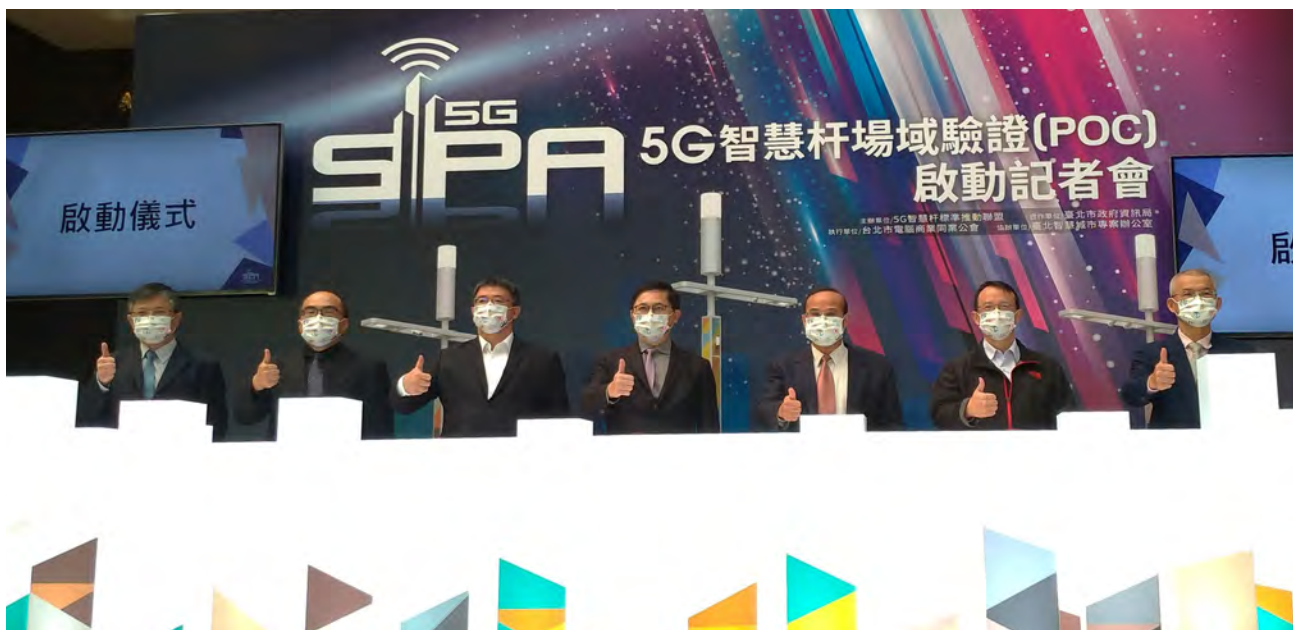 5G
SPA
5G智慧杆場域驗證(POC)
啟動記者會
主辦單位/5G智慧杆標準推動聯盟 合作單位/臺北市政府資訊局
執行單位/台北市電腦商業同業公會 協辦單位/臺北智慧城市專案辦公室
啟動儀式
啟